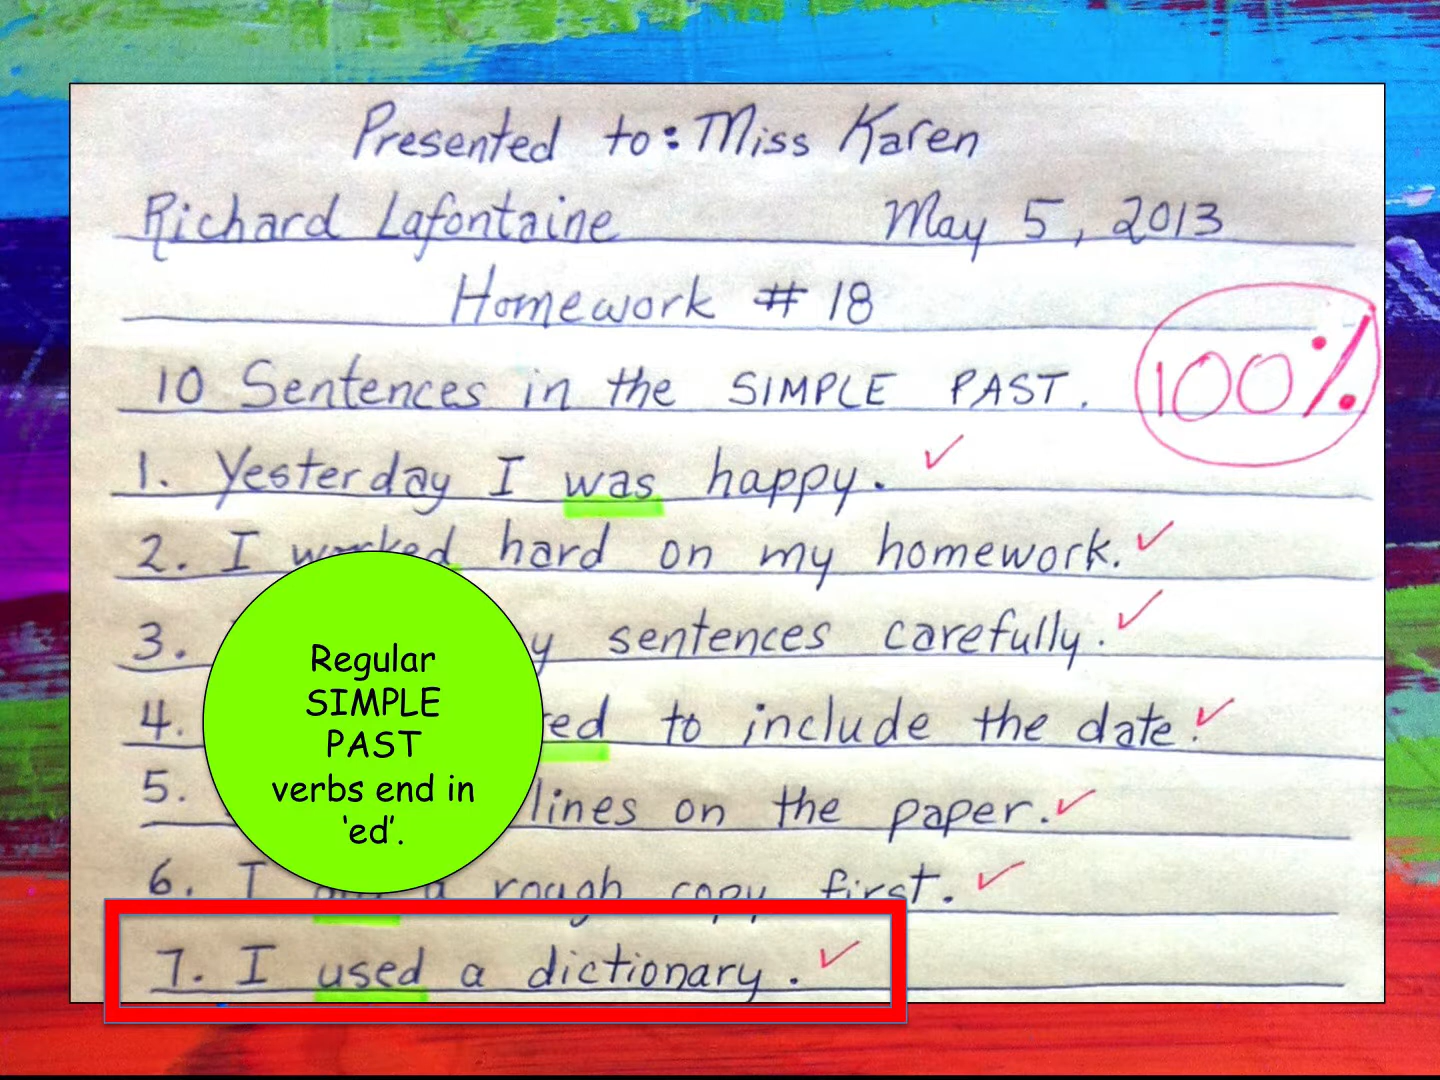 Presented to: Miss Karen
Richard Lafontaine May 5, 2013
Homework # 18
100%
10 Sentences in the SIMPLE PAST.
1. Yesterday I was happy.
2. I worked hard on my homework.
3. sentences carefully.
4. to include the date.
5. lines on the paper.
6. I did a rough copy first.
7. I used a dictionary.
Regular
SIMPLE
PAST
verbs end in
‘ed’.